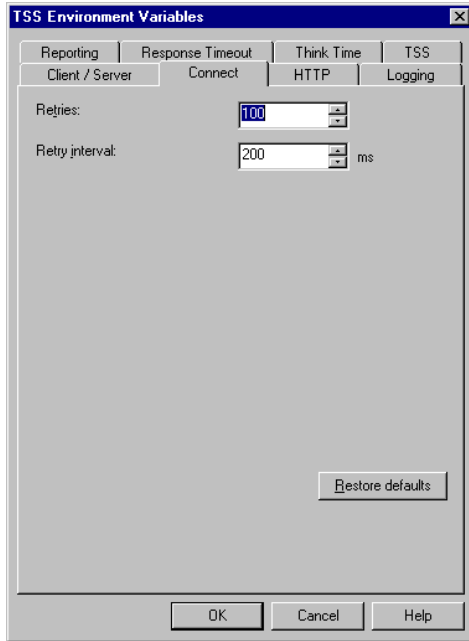 TSS Environment Variables
Reporting Response Timeout Think Time TSS
Client / Server Connect HTTP Logging
Retries: 100
Retry interval: 200 ms
Restore defaults
OK Cancel Help